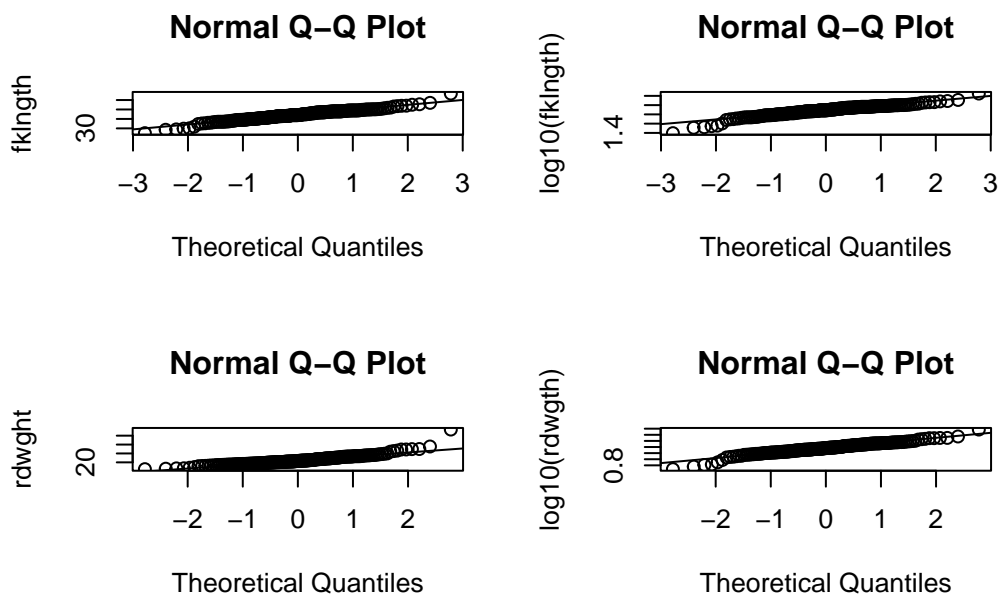 Normal Q−Q Plot
fklngth
30
−3 −2 −1 0 1 2 3
Theoretical Quantiles
Normal Q−Q Plot
log10(fklngth)
1.4
−3 −2 −1 0 1 2 3
Theoretical Quantiles
Normal Q−Q Plot
rdwght
20
−2 −1 0 1 2
Theoretical Quantiles
Normal Q−Q Plot
log10(rdwgth)
0.8
−2 −1 0 1 2
Theoretical Quantiles